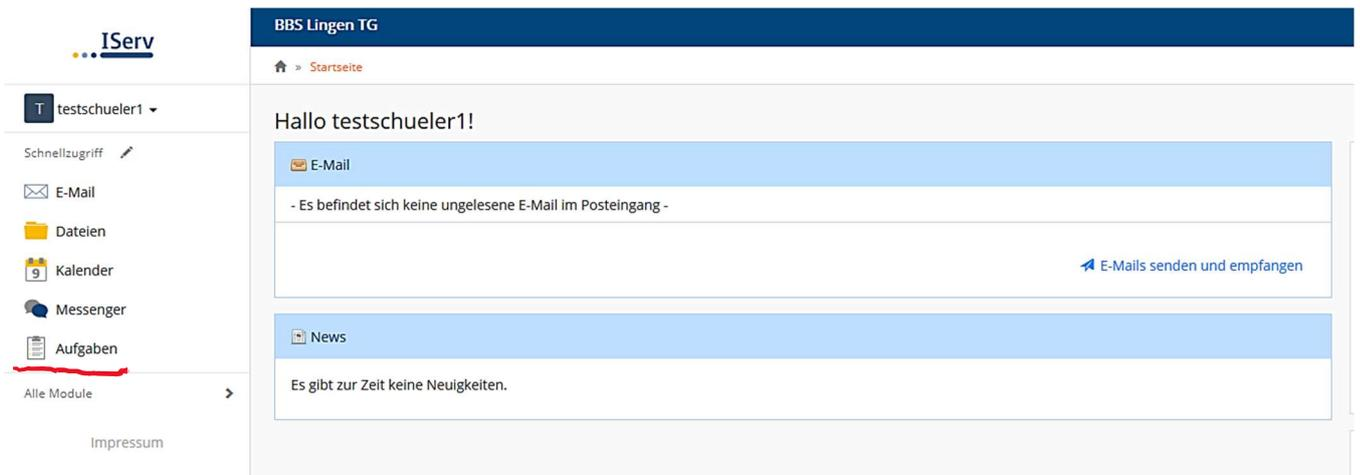 IServ
T testschueler1
Schnellzugriff
E-Mail
Dateien
9 Kalender
Messenger
Aufgaben
Alle Module
Impressum
BBS Lingen TG
» Startseite
Hallo testschueler1!
E-Mail
- Es befindet sich keine ungelesene E-Mail im Posteingang -
E-Mails senden und empfangen
News
Es gibt zur Zeit keine Neuigkeiten.